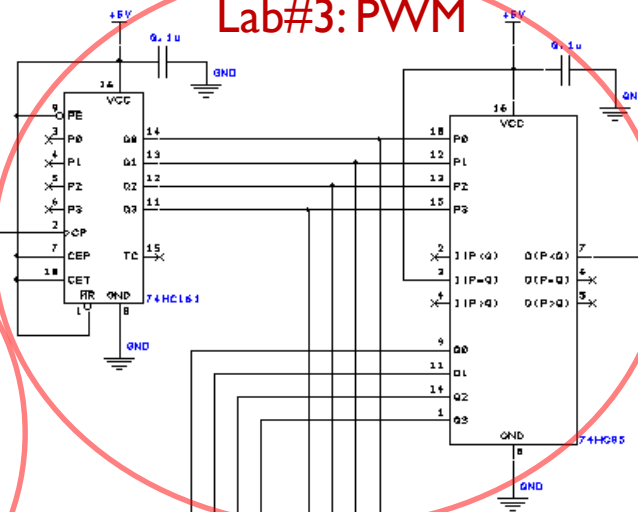 Lab#3: PWM
+5V
0.1u
GND
16
VCC
9
PE
3
P0
4
P1
5
P2
6
P3
2
CP
7
CEP
10
CET
MR
GND
1
8
Q0
14
Q1
13
Q2
12
Q3
11
TC
15
74HC161
GND
+5V
0.1u
GN
16
VCC
10
P0
12
P1
13
P2
15
P3
2
I(P<Q)
3
I(P=Q)
4
I(P>Q)
O(P<Q)
7
O(P=Q)
6
O(P>Q)
5
9
Q0
11
Q1
14
Q2
1
Q3
GND
8
74HC85
GND